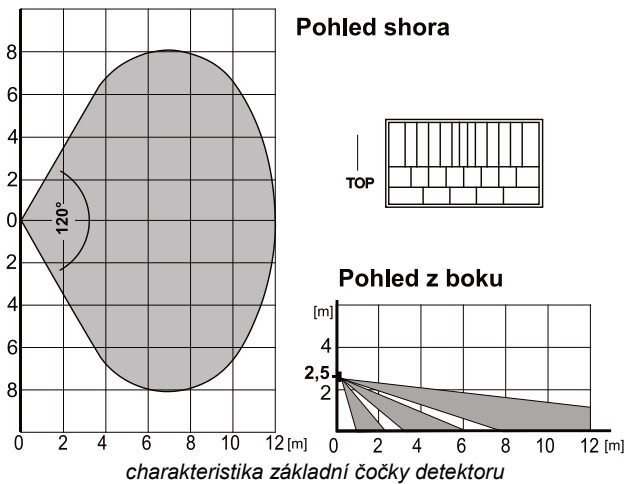 Pohled shora
8
6
4
2
0
2
4
6
8
120°
0 2 4 6 8 10 12 [m]
TOP
Pohled z boku
[m]
4
2,5
2
0 2 4 6 8 10 12 [m]
charakteristika základní čočky detektoru